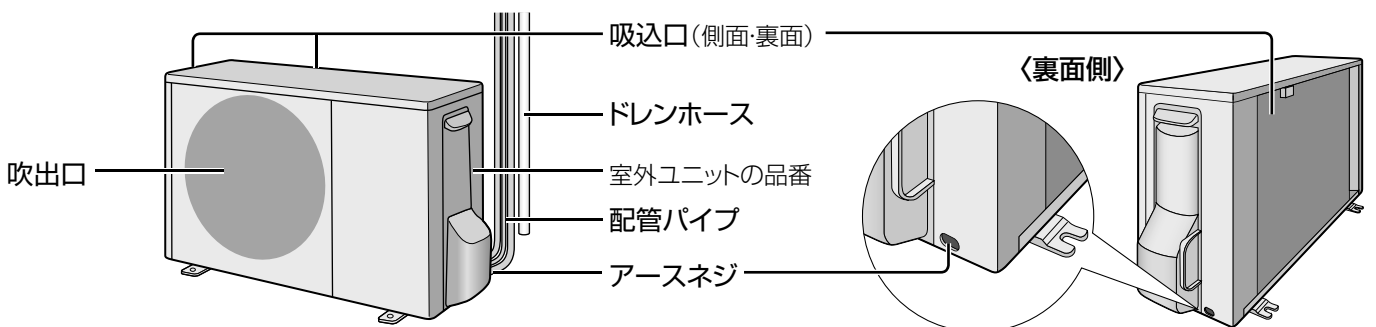 吸込口(側面・裏面)
〈裏面側〉
ドレンホース
吹出口
室外ユニットの品番
配管パイプ
アースネジ